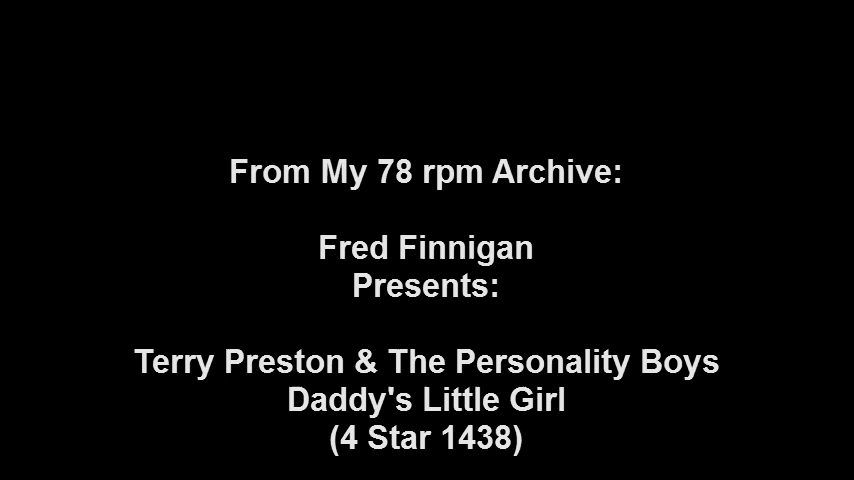 From My 78 rpm Archive:
Fred Finnigan
Presents:
Terry Preston & The Personality Boys
Daddy's Little Girl
(4 Star 1438)